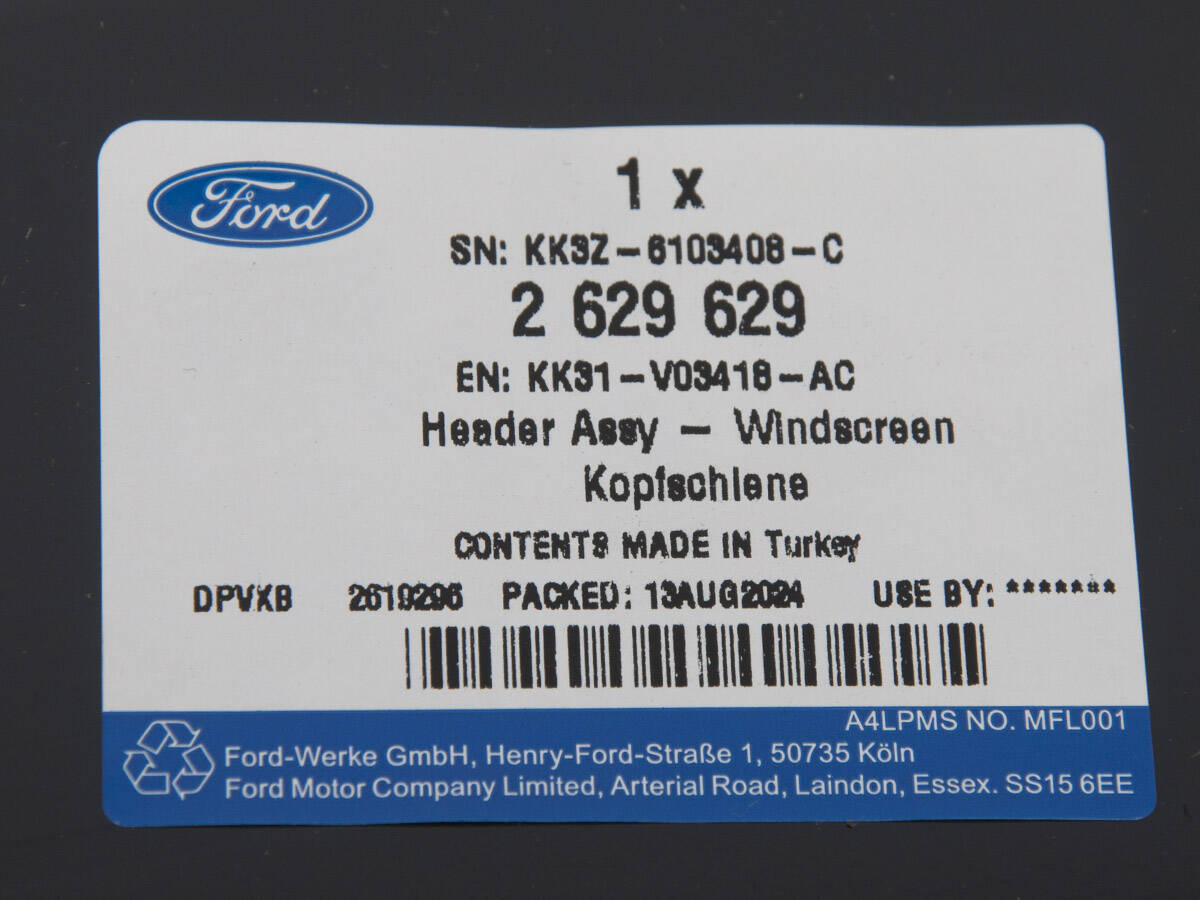 Ford
1 x
SN: KK3Z-6103408-C
2 629 629
EN: KK31-V03418-AC
Header Assy - Windscreen
Kopfschiene
CONTENTS MADE IN Turkey
DPVXB 2619296 PACKED: 13AUG2024 USE BY: *******
A4LPMS NO. MFL001
Ford-Werke GmbH, Henry-Ford-Straße 1, 50735 Köln
Ford Motor Company Limited, Arterial Road, Laindon, Essex. SS15 6EE